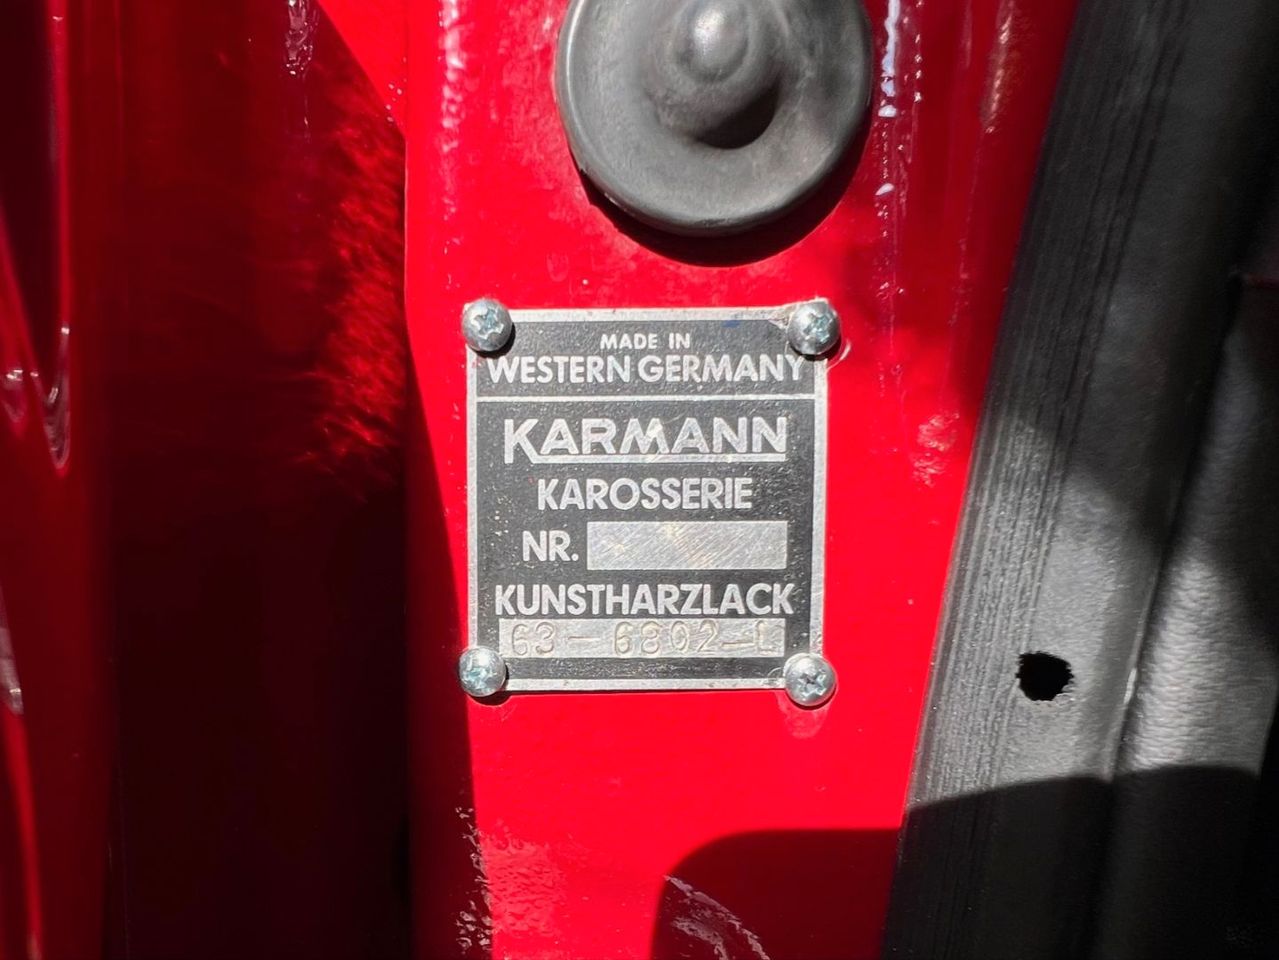 MADE IN
WESTERN GERMANY
KARMANN
KAROSSERIE
NR.
KUNSTHARZLACK
63-6802-L